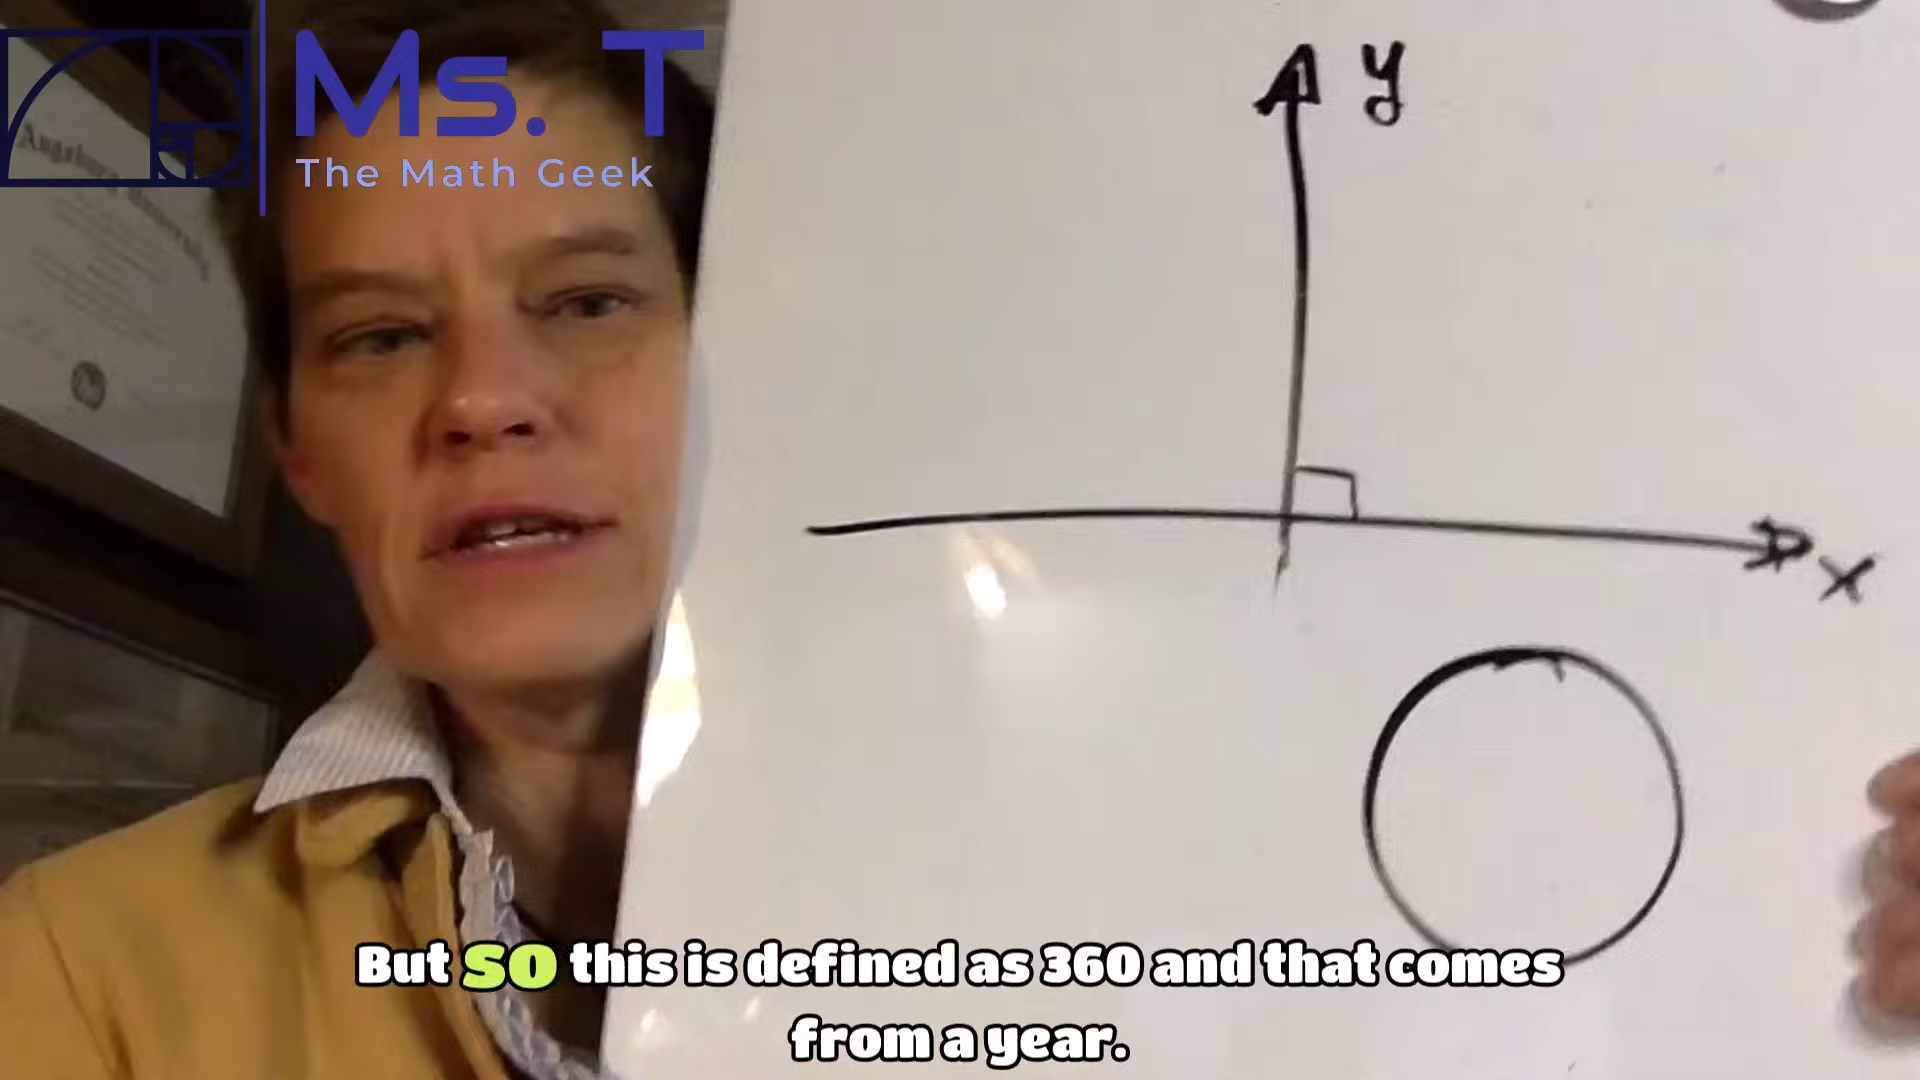 Ms. T
The Math Geek
y
x
But so this is defined as 360 and that comes
from a year.